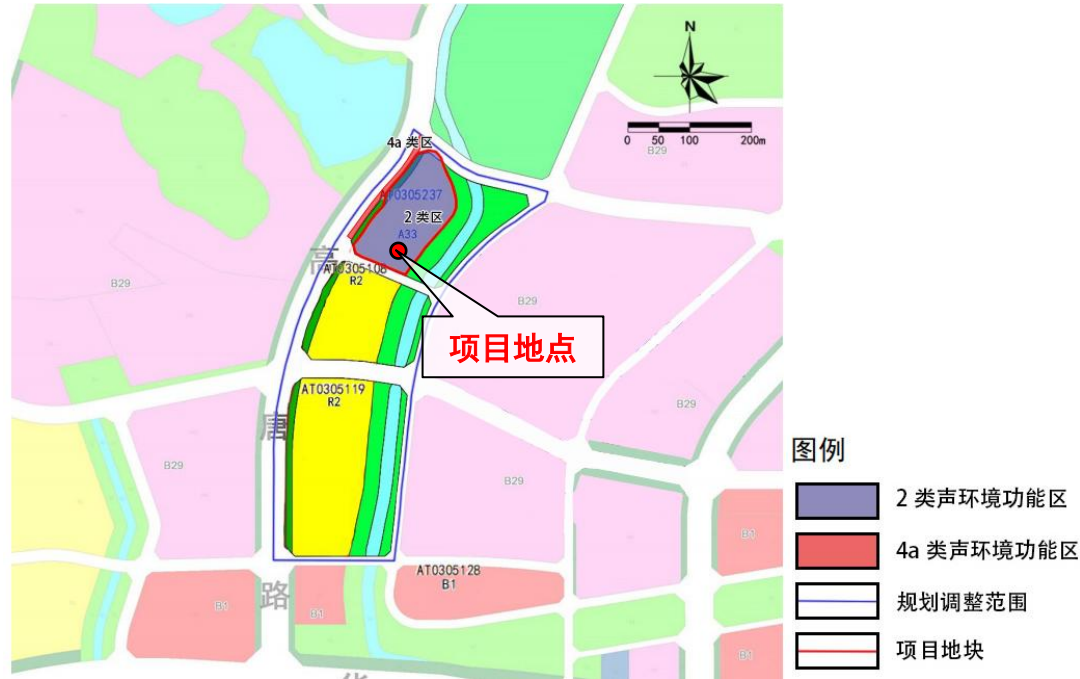 N
0 50 100 200m
B29
4a 类区
AT0305237
2 类区
A33
高
AT0305108
R2
B29
B29
项目地点
AT0305119
R2
B29
唐
B29
B29
图例
2 类声环境功能区
4a 类声环境功能区
规划调整范围
项目地块
B1
AT0305128
B1
路
B1
B1
B1